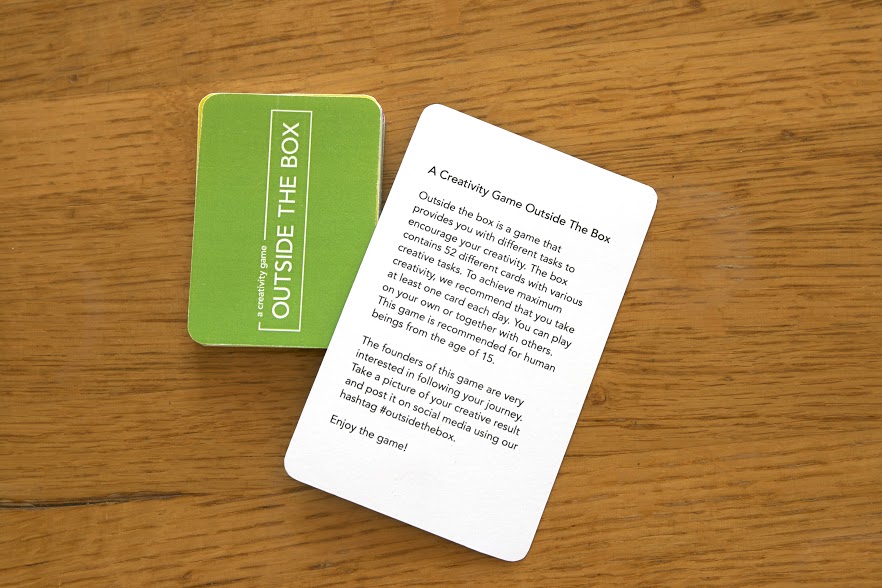 a creativity game
OUTSIDE THE BOX
A Creativity Game Outside The Box
Outside the box is a game that
provides you with different tasks to
encourage your creativity. The box
contains 52 different cards with various
creative tasks. To achieve maximum
creativity, we recommend that you take
at least one card each day. You can play
on your own or together with others.
This game is recommended for human
beings from the age of 15.
The founders of this game are very
interested in following your journey.
Take a picture of your creative result
and post it on social media using our
hashtag #outsidethebox.
Enjoy the game!